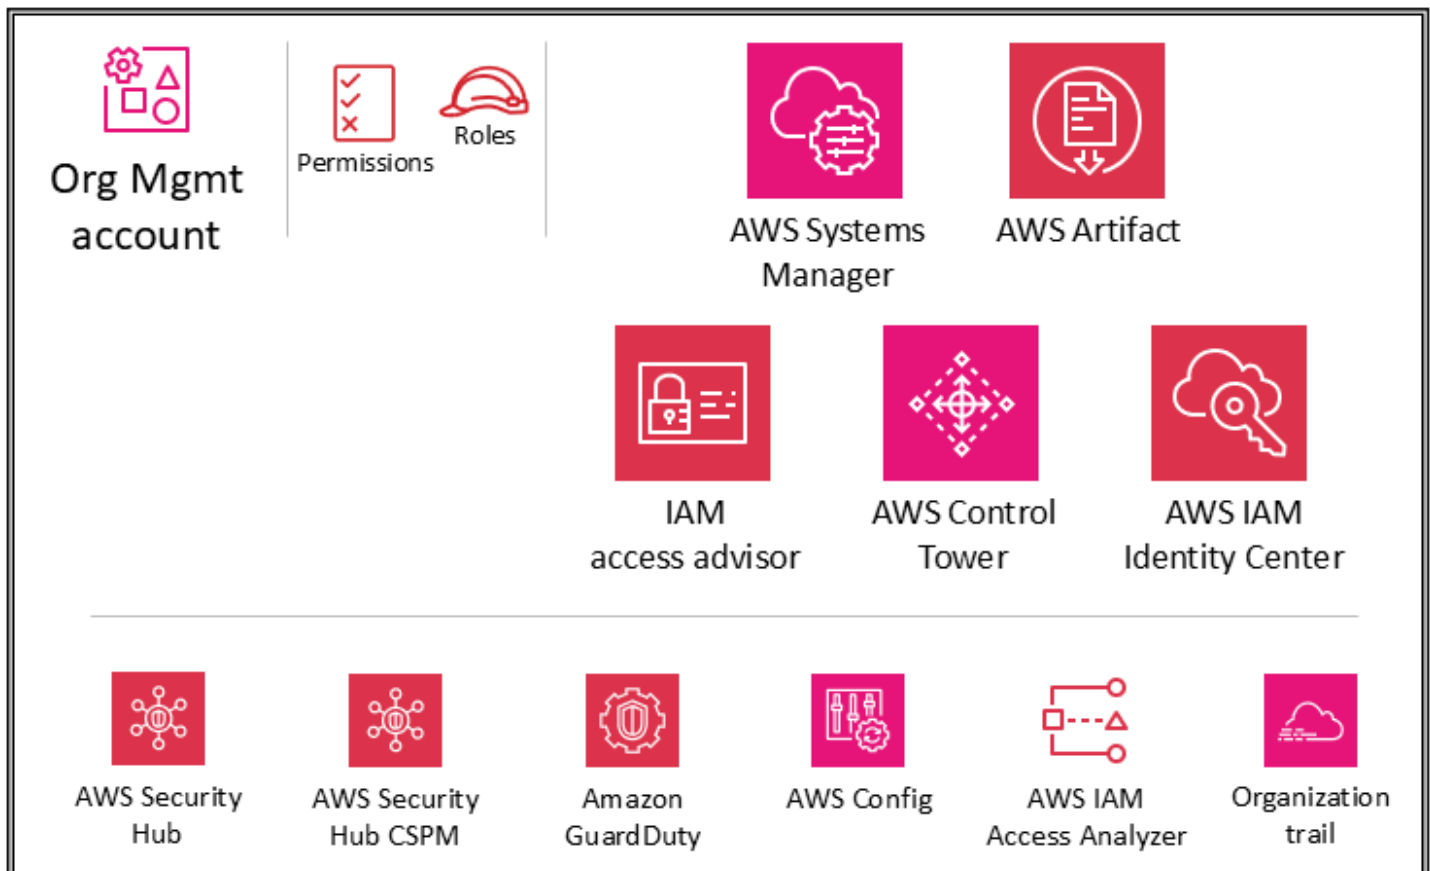 Org Mgmt
account
Permissions
Roles
AWS Systems
Manager
AWS Artifact
IAM
access advisor
AWS Control
Tower
AWS IAM
Identity Center
AWS Security
Hub
AWS Security
Hub CSPM
Amazon
GuardDuty
AWS Config
AWS IAM
Access Analyzer
Organization
trail